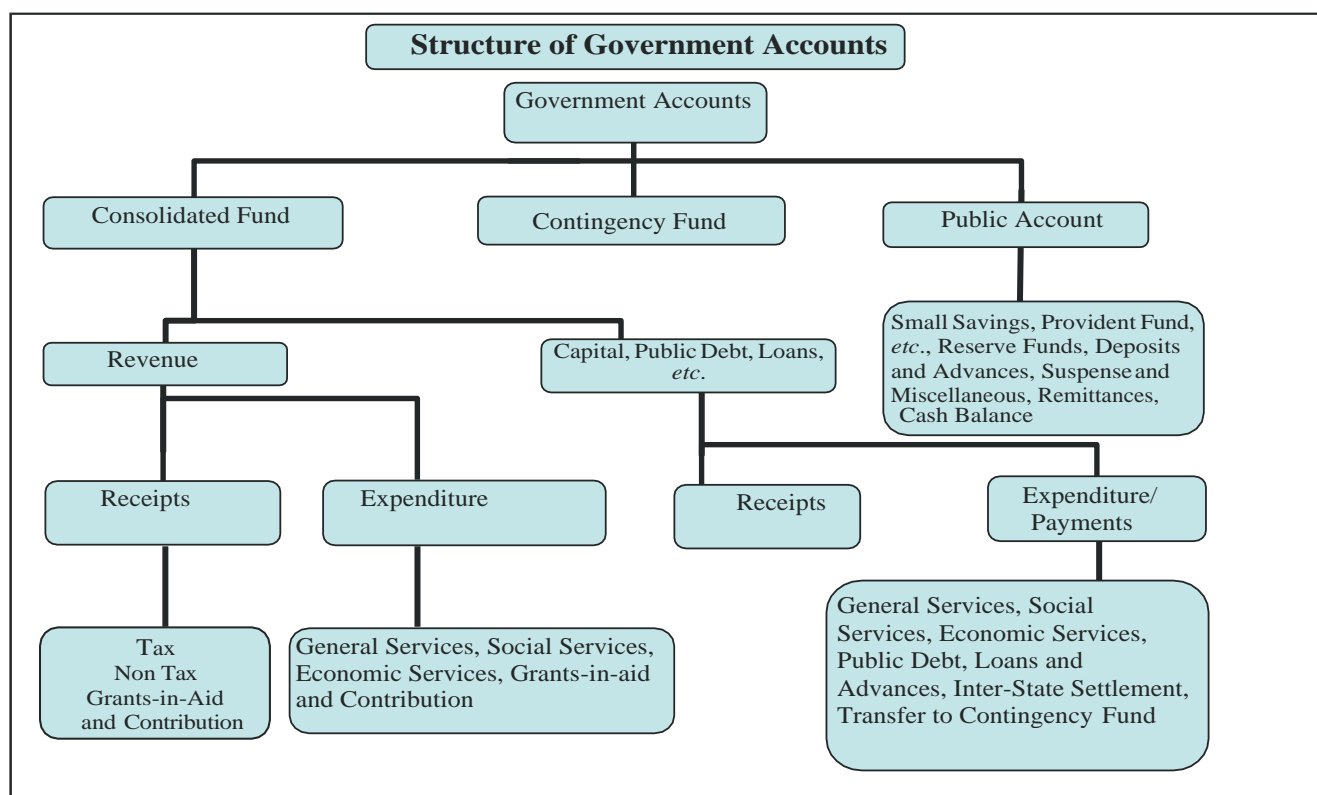 Structure of Government Accounts
Government Accounts
Consolidated Fund
Contingency Fund
Public Account
Small Savings, Provident Fund,
etc., Reserve Funds, Deposits
and Advances, Suspense and
Miscellaneous, Remittances,
Cash Balance
Revenue
Capital, Public Debt, Loans,
etc.
Receipts
Expenditure
Receipts
Expenditure/
Payments
Tax
Non Tax
Grants-in-Aid
and Contribution
General Services, Social Services,
Economic Services, Grants-in-aid
and Contribution
General Services, Social
Services, Economic Services,
Public Debt, Loans and
Advances, Inter-State Settlement,
Transfer to Contingency Fund